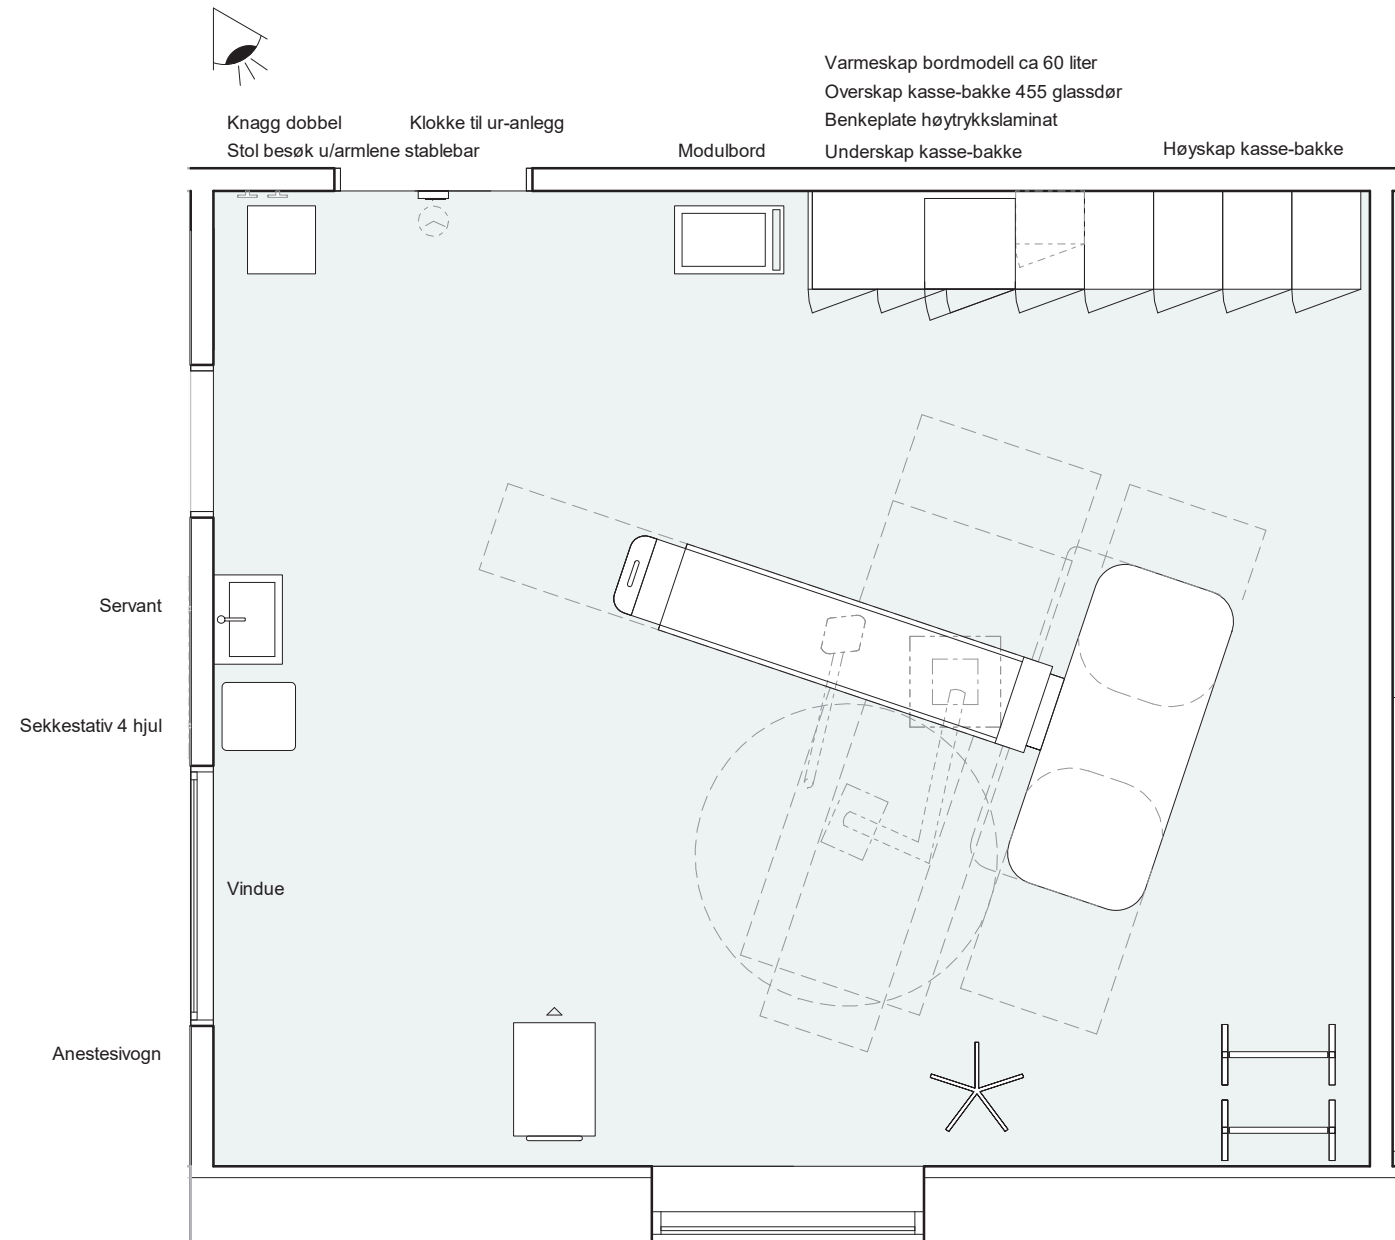 Varmeskap bordmodell ca 60 liter
Overskap kasse-bakke 455 glassdør
Benkeplate høytrykkslaminat
Underskap kasse-bakke
Høyskap kasse-bakke
Knagg dobbel
Stol besøk u/armlene stablebar
Klokke til ur-anlegg
Modulbord
Servant
Sekkestativ 4 hjul
Vindue
Anestesivogn